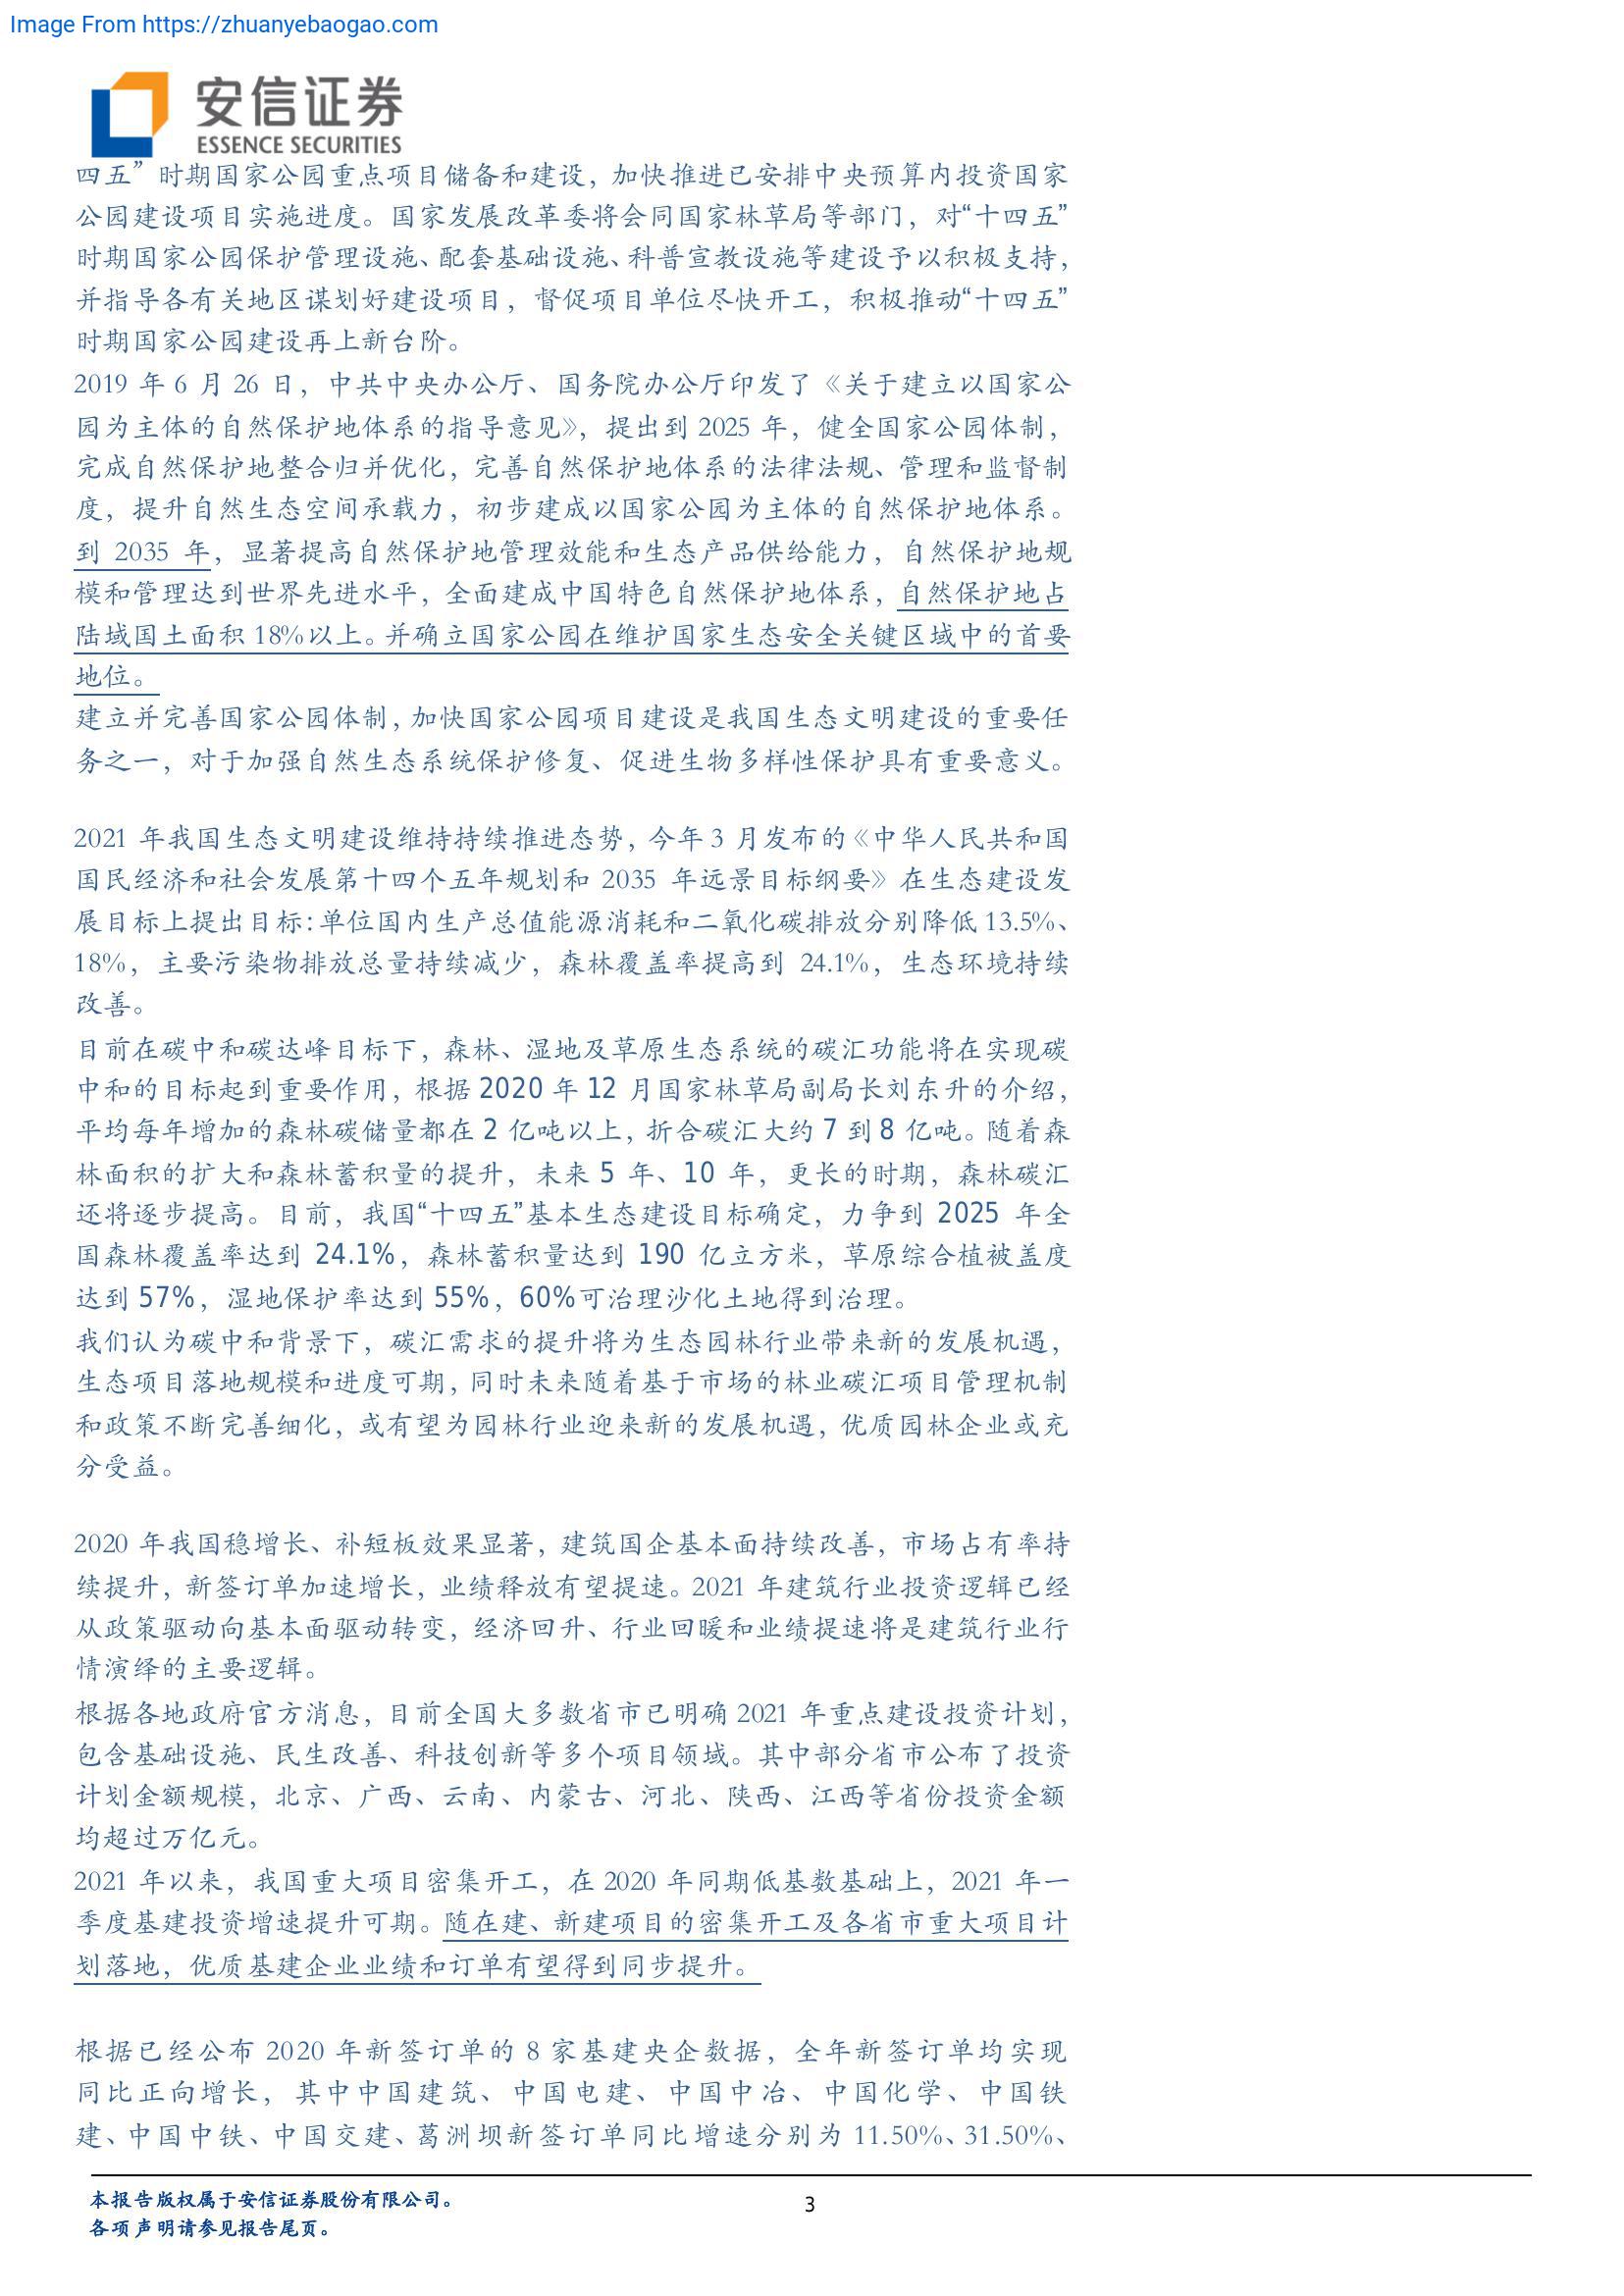 Image From https://zhuanyebaogao.com
安信证券
ESSENCE SECURITIES
四五”时期国家公园重点项目储备和建设，加快推进已安排中央预算内投资国家
公园建设项目实施进度。国家发展改革委将会同国家林草局等部门，对“十四五”
时期国家公园保护管理设施、配套基础设施、科普宣教设施等建设予以积极支持，
并指导各有关地区谋划好建设项目，督促项目单位尽快开工，积极推动“十四五”
时期国家公园建设再上新台阶。
2019 年 6 月 26 日，中共中央办公厅、国务院办公厅印发了《关于建立以国家公
园为主体的自然保护地体系的指导意见》，提出到 2025 年，健全国家公园体制，
完成自然保护地整合归并优化，完善自然保护地体系的法律法规、管理和监督制
度，提升自然生态空间承载力，初步建成以国家公园为主体的自然保护地体系。
到 2035 年，显著提高自然保护地管理效能和生态产品供给能力，自然保护地规
模和管理达到世界先进水平，全面建成中国特色自然保护地体系，自然保护地占
陆域国土面积 18%以上。并确立国家公园在维护国家生态安全关键区域中的首要
地位。
建立并完善国家公园体制，加快国家公园项目建设是我国生态文明建设的重要任
务之一，对于加强自然生态系统保护修复、促进生物多样性保护具有重要意义。
2021 年我国生态文明建设维持持续推进态势，今年 3 月发布的《中华人民共和国
国民经济和社会发展第十四个五年规划和 2035 年远景目标纲要》在生态建设发
展目标上提出目标：单位国内生产总值能源消耗和二氧化碳排放分别降低 13.5%、
18%，主要污染物排放总量持续减少，森林覆盖率提高到 24.1%，生态环境持续
改善。
目前在碳中和碳达峰目标下，森林、湿地及草原生态系统的碳汇功能将在实现碳
中和的目标起到重要作用，根据 2020 年 12 月国家林草局副局长刘东升的介绍，
平均每年增加的森林碳储量都在 2 亿吨以上，折合碳汇大约 7 到 8 亿吨。随着森
林面积的扩大和森林蓄积量的提升，未来 5 年、10 年，更长的时期，森林碳汇
还将逐步提高。目前，我国“十四五”基本生态建设目标确定，力争到 2025 年全
国森林覆盖率达到 24.1%，森林蓄积量达到 190 亿立方米，草原综合植被盖度
达到 57%，湿地保护率达到 55%，60%可治理沙化土地得到治理。
我们认为碳中和背景下，碳汇需求的提升将为生态园林行业带来新的发展机遇，
生态项目落地规模和进度可期，同时未来随着基于市场的林业碳汇项目管理机制
和政策不断完善细化，或有望为园林行业迎来新的发展机遇，优质园林企业或充
分受益。
2020 年我国稳增长、补短板效果显著，建筑国企基本面持续改善，市场占有率持
续提升，新签订单加速增长，业绩释放有望提速。2021 年建筑行业投资逻辑已经
从政策驱动向基本面驱动转变，经济回升、行业回暖和业绩提速将是建筑行业行
情演绎的主要逻辑。
根据各地政府官方消息，目前全国大多数省市已明确 2021 年重点建设投资计划，
包含基础设施、民生改善、科技创新等多个项目领域。其中部分省市公布了投资
计划金额规模，北京、广西、云南、内蒙古、河北、陕西、江西等省份投资金额
均超过万亿元。
2021 年以来，我国重大项目密集开工，在 2020 年同期低基数基础上，2021 年一
季度基建投资增速提升可期。随在建、新建项目的密集开工及各省市重大项目计
划落地，优质基建企业业绩和订单有望得到同步提升。
根据已经公布 2020 年新签订单的 8 家基建央企数据，全年新签订单均实现
同比正向增长，其中中国建筑、中国电建、中国中冶、中国化学、中国铁
建、中国中铁、中国交建、葛洲坝新签订单同比增速分别为 11.50%、31.50%、
本报告版权属于安信证券股份有限公司。
3
各项声明请参见报告尾页。